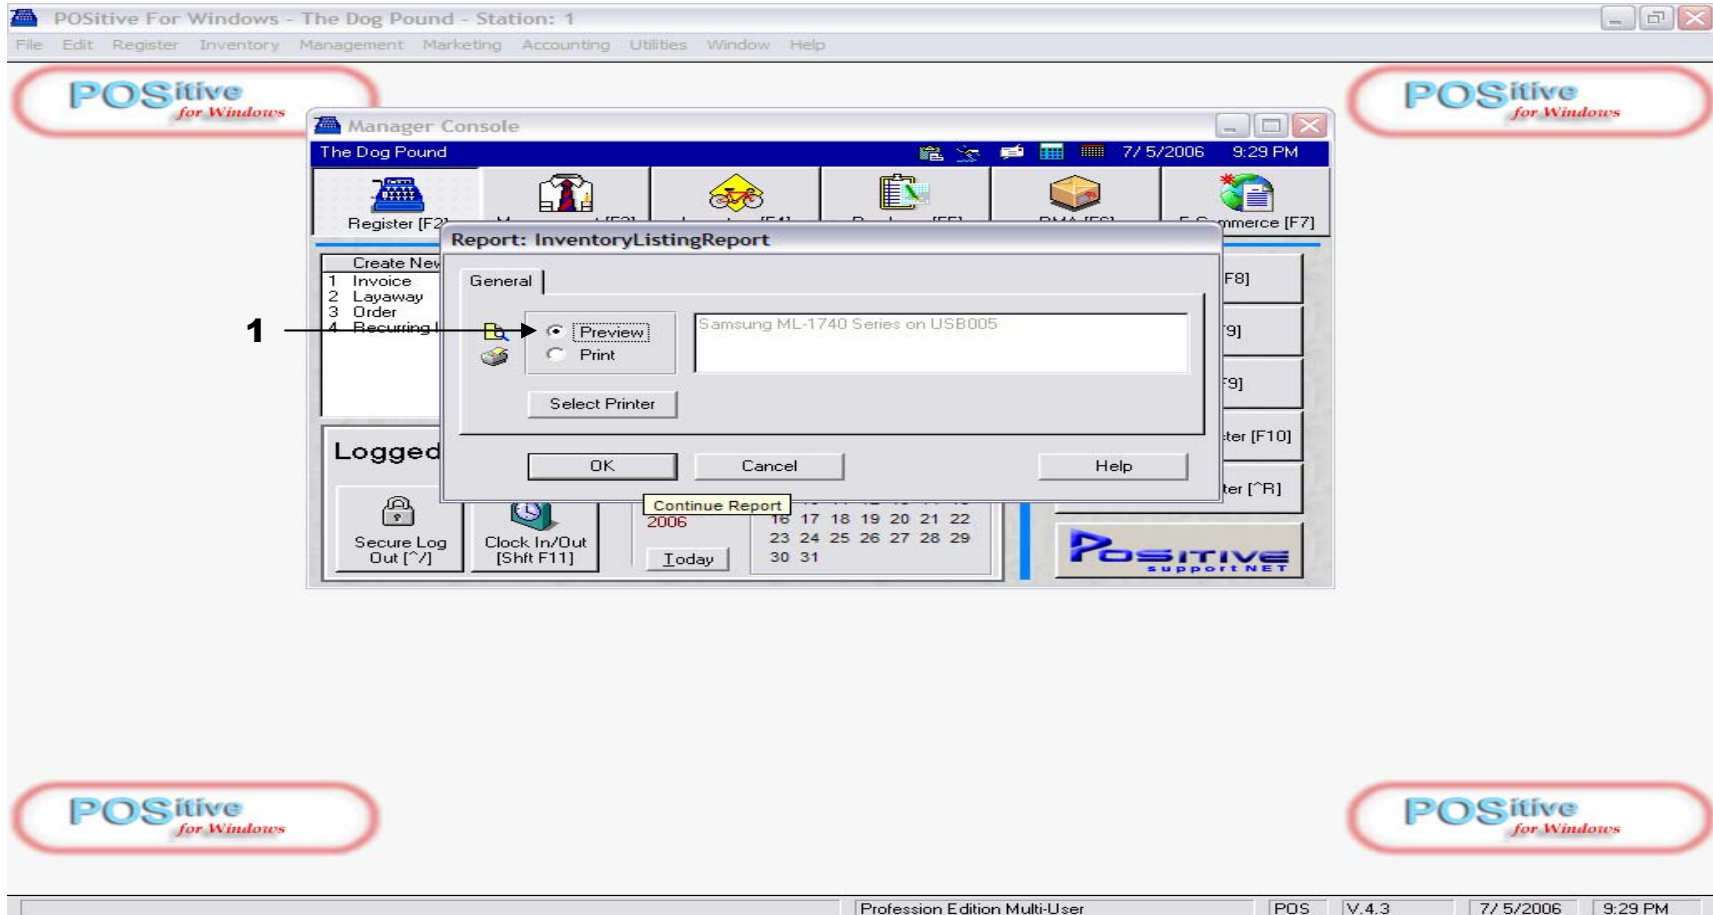 POSitive For Windows - The Dog Pound - Station: 1
File Edit Register Inventory Management Marketing Accounting Utilities Window Help
POSitive
for Windows
POSitive
for Windows
Manager Console
The Dog Pound 7/ 5/2006 9:29 PM
Register [F2]
[F7]
Report: InventoryListingReport
Create New
1 Invoice
2 Layaway
3 Order
4 Recurring
General
F8]
1
Preview
Samsung ML-1740 Series on USB005
Print
Select Printer
[F10]
Logged
OK Cancel Help
[^R]
Continue Report
2006 16 17 18 19 20 21 22
23 24 25 26 27 28 29
30 31
Secure Log
Out [^/]
Clock In/Out
[Shft F11]
Today
POSITIVE
support NET
POSitive
for Windows
POSitive
for Windows
Profession Edition Multi-User POS V.4.3 7/ 5/2006 9:29 PM